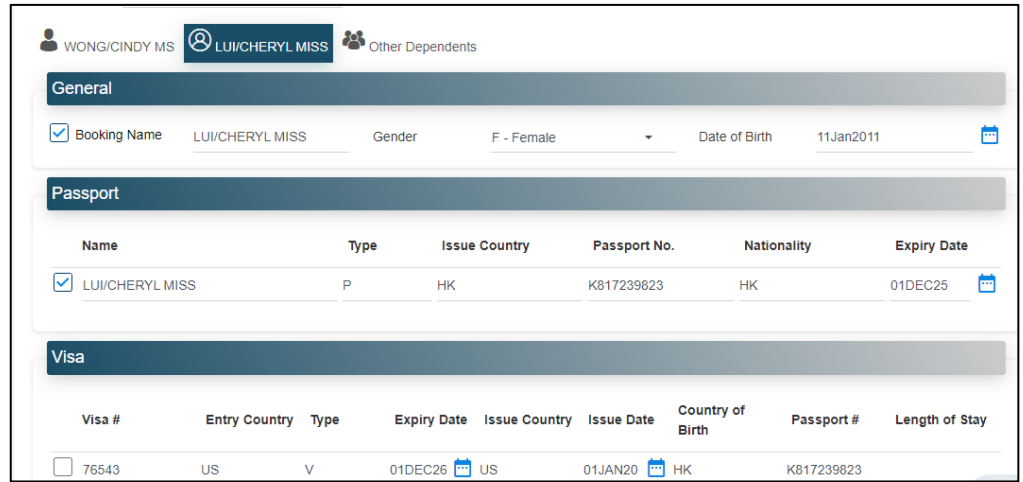 WONG/CINDY MS LUI/CHERYL MISS Other Dependents
General
Booking Name LUI/CHERYL MISS Gender F - Female Date of Birth 11Jan2011
Passport
Name Type Issue Country Passport No. Nationality Expiry Date
LUI/CHERYL MISS P HK K817239823 HK 01DEC25
Visa
Visa # Entry Country Type Expiry Date Issue Country Issue Date Country of Birth Passport # Length of Stay
76543 US V 01DEC26 US 01JAN20 HK K817239823